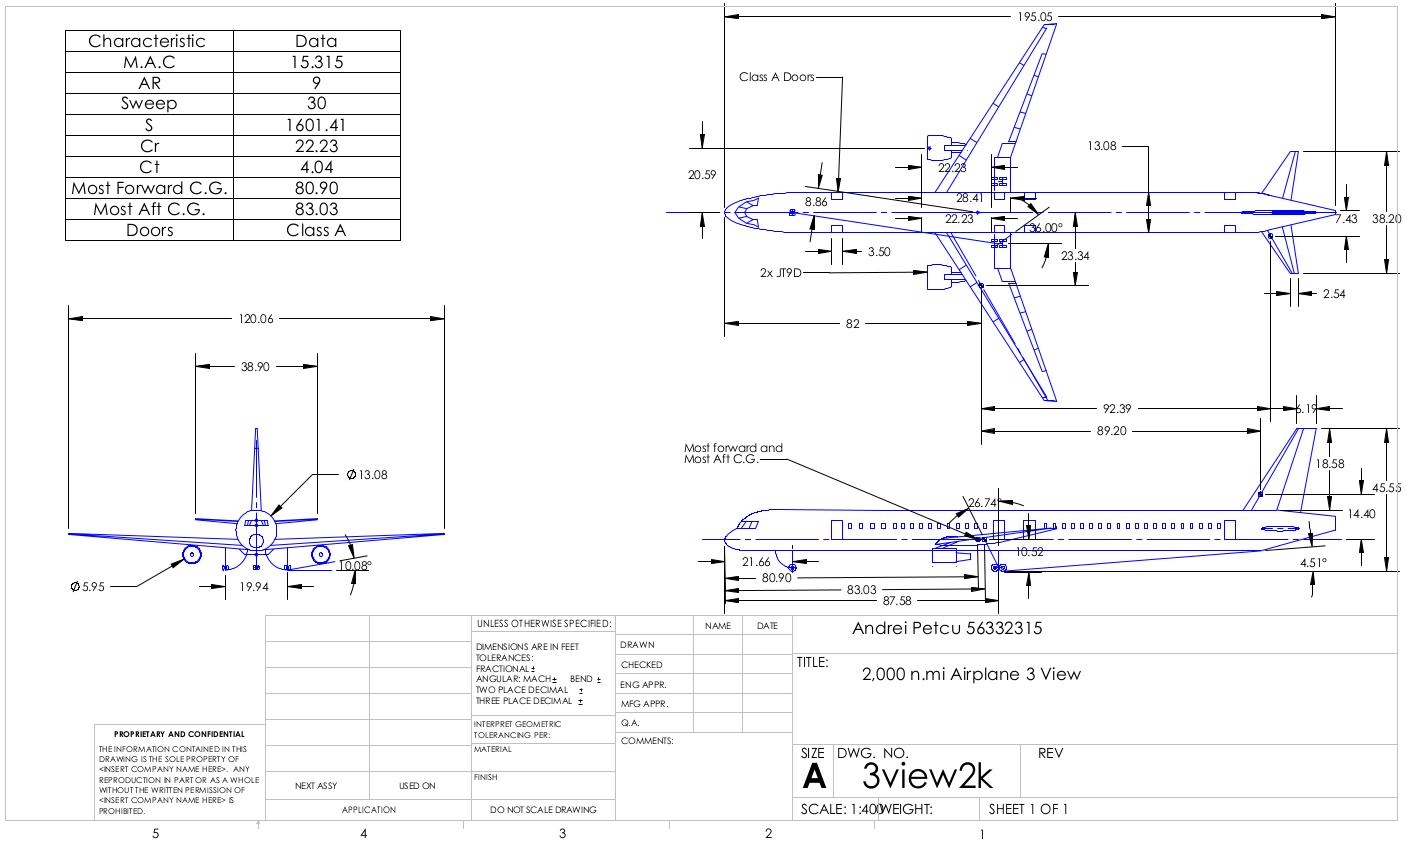 Characteristic Data
M.A.C 15.315
AR 9
Sweep 30
S 1601.41
Cr 22.23
Ct 4.04
Most Forward C.G. 80.90
Most Aft C.G. 83.03
Doors Class A
195.05
Class A Doors
13.08
20.59
22.23
8.86
28.41
22.23
36.00°
7.43
38.20
3.50
23.34
2x JT9D
2.54
82
120.06
38.90
92.39
6.19
89.20
Most forward and
Most Aft C.G.
18.58
Ø13.08
45.55
26.74°
14.40
10.52
21.66
10.08°
4.51°
80.90
Ø5.95
19.94
83.03
87.58
UNLESS OTHERWISE SPECIFIED:
DIMENSIONS ARE IN FEET
TOLERANCES:
FRACTIONAL ±
ANGULAR: MACH± BEND ±
TWO PLACE DECIMAL ±
THREE PLACE DECIMAL ±
INTERPRET GEOMETRIC
TOLERANCING PER:
MATERIAL
FINISH
DO NOT SCALE DRAWING
NAME DATE
DRAWN
CHECKED
ENG APPR.
MFG APPR.
Q.A.
COMMENTS:
Andrei Petcu 56332315
TITLE:
2,000 n.mi Airplane 3 View
SIZE DWG. NO. REV
A 3view2k
SCALE: 1:400 WEIGHT: SHEET 1 OF 1
PROPRIETARY AND CONFIDENTIAL
THE INFORMATION CONTAINED IN THIS
DRAWING IS THE SOLE PROPERTY OF
<INSERT COMPANY NAME HERE>. ANY
REPRODUCTION IN PART OR AS A WHOLE
WITHOUT THE WRITTEN PERMISSION OF
<INSERT COMPANY NAME HERE> IS
PROHIBITED.
NEXT ASSY USED ON
APPLICATION
5 4 3 2 1